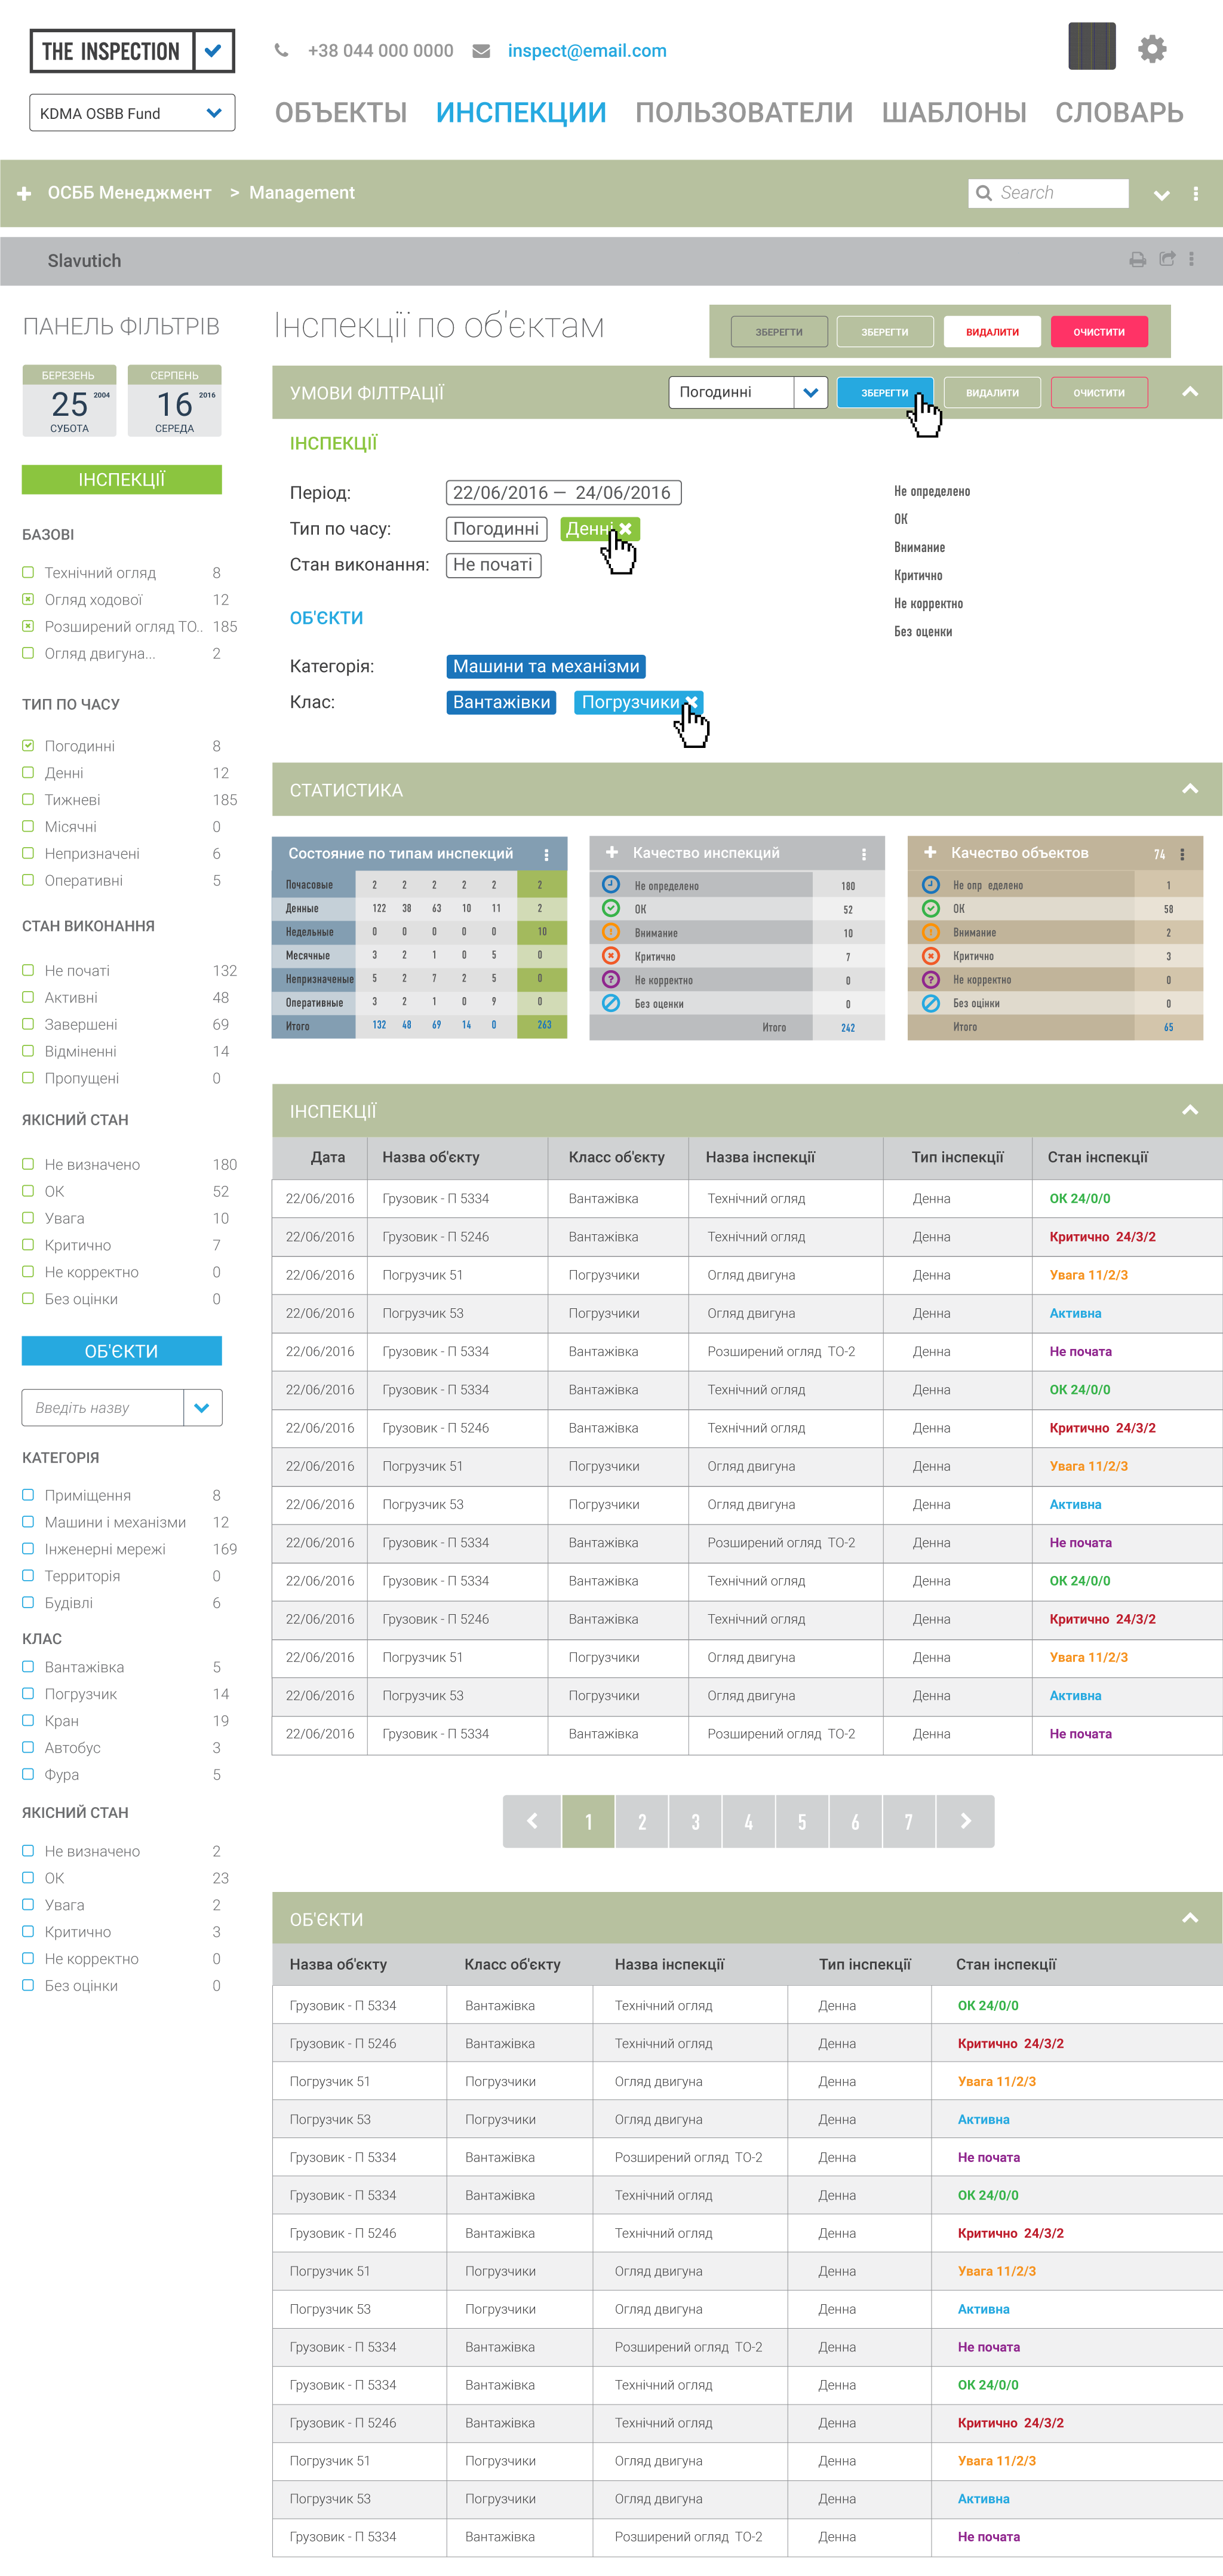 THE INSPECTION
+38 044 000 0000 inspect@email.com
KDMA OSBB Fund
ОБЪЕКТЫ ИНСПЕКЦИИ ПОЛЬЗОВАТЕЛИ ШАБЛОНЫ СЛОВАРЬ
ОСББ Менеджмент > Management
Search
Slavutich
ПАНЕЛЬ ФІЛЬТРІВ
БЕРЕЗЕНЬ
25 2004
СУБОТА
СЕРПЕНЬ
16 2016
СЕРЕДА
ІНСПЕКЦІЇ
БАЗОВІ
Технічний огляд 8
Огляд ходової 12
Розширений огляд ТО.. 185
Огляд двигуна... 2
ТИП ПО ЧАСУ
Погодинні 8
Денні 12
Тижневі 185
Місячні 0
Непризначені 6
Оперативні 5
СТАН ВИКОНАННЯ
Не початі 132
Активні 48
Завершені 69
Відміненні 14
Пропущені 0
ЯКІСНИЙ СТАН
Не визначено 180
ОК 52
Увага 10
Критично 7
Не корректно 0
Без оцінки 0
ОБ'ЄКТИ
Введіть назву
КАТЕГОРІЯ
Приміщення 8
Машини і механізми 12
Інженерні мережі 169
Территорія 0
Будівлі 6
КЛАС
Вантажівка 5
Погрузчик 14
Кран 19
Автобус 3
Фура 5
ЯКІСНИЙ СТАН
Не визначено 2
ОК 23
Увага 2
Критично 3
Не корректно 0
Без оцінки 0
Інспекції по об'єктам
ЗБЕРЕГТИ ЗБЕРЕГТИ ВИДАЛИТИ ОЧИСТИТИ
УМОВИ ФІЛТРАЦІЇ Погодинні ЗБЕРЕГТИ ВИДАЛИТИ ОЧИСТИТИ
ІНСПЕКЦІЇ
Період: 22/06/2016 — 24/06/2016
Тип по часу: Погодинні Денні
Стан виконання: Не початі
ОБ'ЄКТИ
Категорія: Машини та механізми
Клас: Вантажівки Погрузчики
Не определено
ОК
Внимание
Критично
Не корректно
Без оценки
СТАТИСТИКА
Состояние по типам инспекций
Почасовые 2 2 2 2 2 2
Денные 122 38 63 10 11 2
Недельные 0 0 0 0 0 10
Месячные 3 2 1 0 5 0
Непризначеные 5 2 7 2 5 0
Оперативные 3 2 1 0 9 0
Итого 132 48 69 14 0 263
Качество инспекций
Не определено 180
ОК 52
Внимание 10
Критично 7
Не корректно 0
Без оценки 0
Итого 242
Качество объектов 74
Не опр еделено 1
ОК 58
Внимание 2
Критично 3
Не корректно 0
Без оцінки 0
Итого 65
ІНСПЕКЦІЇ
Дата Назва об'єкту Класс об'єкту Назва інспекції Тип інспекції Стан інспекції
22/06/2016 Грузовик - П 5334 Вантажівка Технічний огляд Денна ОК 24/0/0
22/06/2016 Грузовик - П 5246 Вантажівка Технічний огляд Денна Критично 24/3/2
22/06/2016 Погрузчик 51 Погрузчики Огляд двигуна Денна Увага 11/2/3
22/06/2016 Погрузчик 53 Погрузчики Огляд двигуна Денна Активна
22/06/2016 Грузовик - П 5334 Вантажівка Розширений огляд ТО-2 Денна Не почата
22/06/2016 Грузовик - П 5334 Вантажівка Технічний огляд Денна ОК 24/0/0
22/06/2016 Грузовик - П 5246 Вантажівка Технічний огляд Денна Критично 24/3/2
22/06/2016 Погрузчик 51 Погрузчики Огляд двигуна Денна Увага 11/2/3
22/06/2016 Погрузчик 53 Погрузчики Огляд двигуна Денна Активна
22/06/2016 Грузовик - П 5334 Вантажівка Розширений огляд ТО-2 Денна Не почата
22/06/2016 Грузовик - П 5334 Вантажівка Технічний огляд Денна ОК 24/0/0
22/06/2016 Грузовик - П 5246 Вантажівка Технічний огляд Денна Критично 24/3/2
22/06/2016 Погрузчик 51 Погрузчики Огляд двигуна Денна Увага 11/2/3
22/06/2016 Погрузчик 53 Погрузчики Огляд двигуна Денна Активна
22/06/2016 Грузовик - П 5334 Вантажівка Розширений огляд ТО-2 Денна Не почата
1 2 3 4 5 6 7
ОБ'ЄКТИ
Назва об'єкту Класс об'єкту Назва інспекції Тип інспекції Стан інспекції
Грузовик - П 5334 Вантажівка Технічний огляд Денна ОК 24/0/0
Грузовик - П 5246 Вантажівка Технічний огляд Денна Критично 24/3/2
Погрузчик 51 Погрузчики Огляд двигуна Денна Увага 11/2/3
Погрузчик 53 Погрузчики Огляд двигуна Денна Активна
Грузовик - П 5334 Вантажівка Розширений огляд ТО-2 Денна Не почата
Грузовик - П 5334 Вантажівка Технічний огляд Денна ОК 24/0/0
Грузовик - П 5246 Вантажівка Технічний огляд Денна Критично 24/3/2
Погрузчик 51 Погрузчики Огляд двигуна Денна Увага 11/2/3
Погрузчик 53 Погрузчики Огляд двигуна Денна Активна
Грузовик - П 5334 Вантажівка Розширений огляд ТО-2 Денна Не почата
Грузовик - П 5334 Вантажівка Технічний огляд Денна ОК 24/0/0
Грузовик - П 5246 Вантажівка Технічний огляд Денна Критично 24/3/2
Погрузчик 51 Погрузчики Огляд двигуна Денна Увага 11/2/3
Погрузчик 53 Погрузчики Огляд двигуна Денна Активна
Грузовик - П 5334 Вантажівка Розширений огляд ТО-2 Денна Не почата